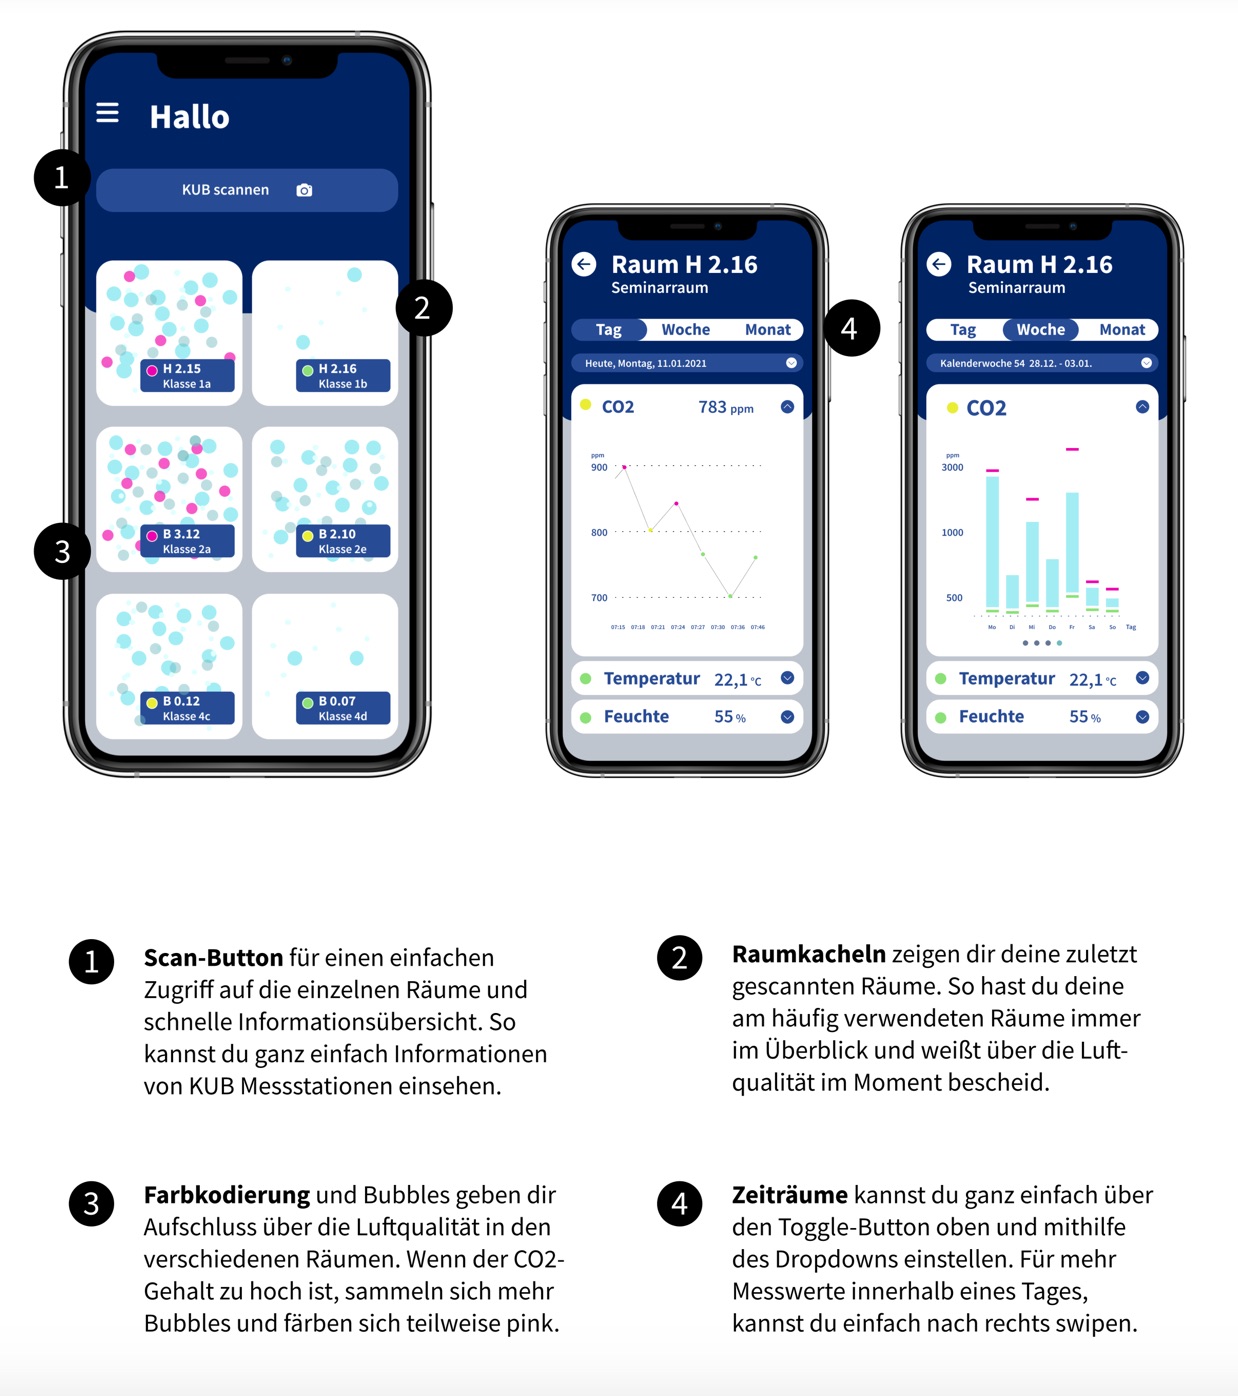 Hallo
1
KUB scannen
H 2.15
Klasse 1a
H 2.16
Klasse 1b
2
B 3.12
Klasse 2a
B 2.10
Klasse 2e
3
B 0.12
Klasse 4c
B 0.07
Klasse 4d
Raum H 2.16
Seminarraum
Tag Woche Monat
Heute, Montag, 11.01.2021
CO2 783 ppm
ppm
900
800
700
07:15 07:18 07:21 07:24 07:27 07:30 07:36 07:46
Temperatur 22,1 °C
Feuchte 55 %
4
Raum H 2.16
Seminarraum
Tag Woche Monat
Kalenderwoche 54 28.12. - 03.01.
CO2
ppm
3000
1000
500
Mo Di Mi Do Fr Sa So Tag
Temperatur 22,1 °C
Feuchte 55 %
1
Scan-Button für einen einfachen
Zugriff auf die einzelnen Räume und
schnelle Informationsübersicht. So
kannst du ganz einfach Informationen
von KUB Messstationen einsehen.
2
Raumkacheln zeigen dir deine zuletzt
gescannten Räume. So hast du deine
am häufig verwendeten Räume immer
im Überblick und weißt über die Luft-
qualität im Moment bescheid.
3
Farbkodierung und Bubbles geben dir
Aufschluss über die Luftqualität in den
verschiedenen Räumen. Wenn der CO2-
Gehalt zu hoch ist, sammeln sich mehr
Bubbles und färben sich teilweise pink.
4
Zeiträume kannst du ganz einfach über
den Toggle-Button oben und mithilfe
des Dropdowns einstellen. Für mehr
Messwerte innerhalb eines Tages,
kannst du einfach nach rechts swipen.